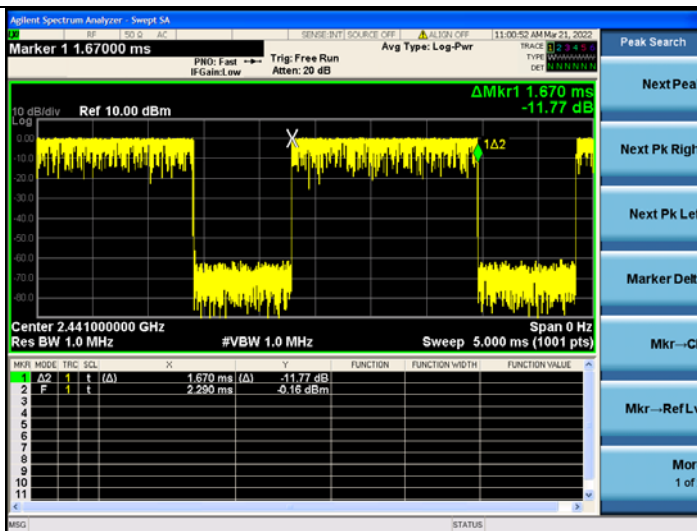 Agilent Spectrum Analyzer - Swept SA
RF 50 Ω AC SENSE:INT SOURCE OFF ALIGN OFF 11:00:52 AM Mar 21, 2022
Marker 1 1.67000 ms
PNO: Fast
IFGain:Low
Trig: Free Run
Atten: 20 dB
Avg Type: Log-Pwr
TRACE 1 2 3 4 5 6
TYPE
DET N N N N N N
ΔMkr1 1.670 ms
-11.77 dB
10 dB/div Ref 10.00 dBm
Log
0.00
-10.0
-20.0
-30.0
-40.0
-50.0
-60.0
-70.0
-80.0
1Δ2
Center 2.441000000 GHz Span 0 Hz
Res BW 1.0 MHz #VBW 1.0 MHz Sweep 5.000 ms (1001 pts)
MKR MODE TRC SCL X Y FUNCTION FUNCTION WIDTH FUNCTION VALUE
1 Δ2 1 t (Δ) 1.670 ms (Δ) -11.77 dB
2 F 1 t 2.290 ms -0.16 dBm
3
4
5
6
7
8
9
10
11
MSG STATUS
Peak Search
Next Pea
Next Pk Righ
Next Pk Le
Marker Delt
Mkr→C
Mkr→Ref Lv
Mor
1 of